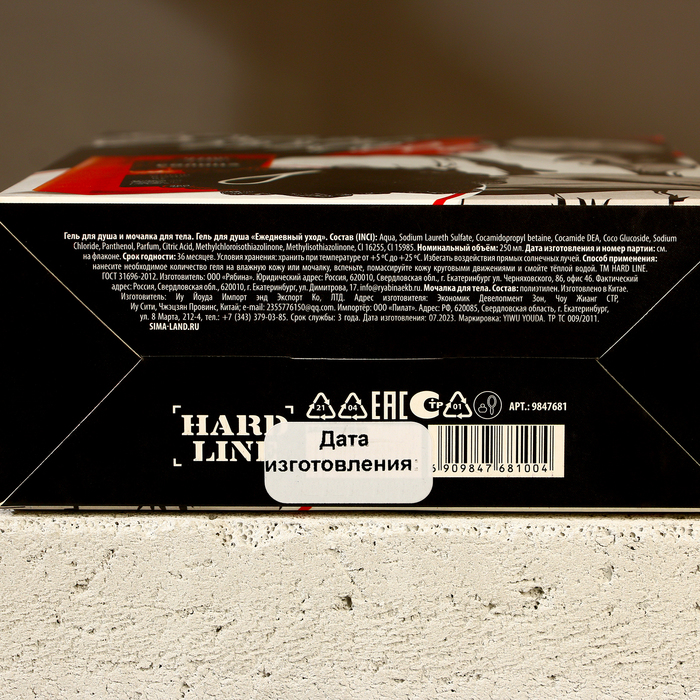 Гель для душа и мочалка для тела. Гель для душа «Ежедневный уход». Состав (INCI): Aqua, Sodium Laureth Sulfate, Cocamidopropyl betaine, Cocamide DEA, Coco Glucoside, Sodium
Chloride, Panthenol, Parfum, Citric Acid, Methylchloroisothiazolinone, Methylisothiazolinone, CI 16255, CI 15985. Номинальный объём: 250 мл. Дата изготовления и номер партии: см.
на флаконе. Срок годности: 36 месяцев. Условия хранения: хранить при температуре от +5 ºC до +25 ºC. Избегать воздействия прямых солнечных лучей. Способ применения:
нанесите необходимое количество геля на влажную кожу или мочалку, вспеньте, помассируйте кожу круговыми движениями и смойте тёплой водой. TM HARD LINE.
ГОСТ 31696-2012. Изготовитель: ООО «Рябина». Юридический адрес: Россия, 620010, Свердловская обл., г. Екатеринбург ул. Черняховского, 86, офис 46. Фактический
адрес: Россия, Свердловская обл., 620010, г. Екатеринбург, ул. Димитрова, 17. info@ryabinaekb.ru Мочалка для тела. Состав: полиэтилен. Изготовлено в Китае.
Изготовитель: Иу Йоуда Импорт энд Экспорт Ко, ЛТД. Адрес изготовителя: Экономик Девелопмент Зон, Чоу Жианг СТР,
Иу Сити, Чжэцзян Провинс, Китай; e-mail: 2355776150@qq.com. Импортёр: ООО «Пилат». Адрес: РФ, 620085, Свердловская область, г. Екатеринбург,
ул. 8 Марта, 212-4, тел.: +7 (343) 379-03-85. Срок службы: 3 года. Дата изготовления: 07.2023. Маркировка: YIWU YOUDA. ТР ТС 009/2011.
SIMA-LAND.RU
21 04 EAC СТР 01 АРТ.: 9847681
HARD
LINE
Дата
изготовления
6 909847 681004